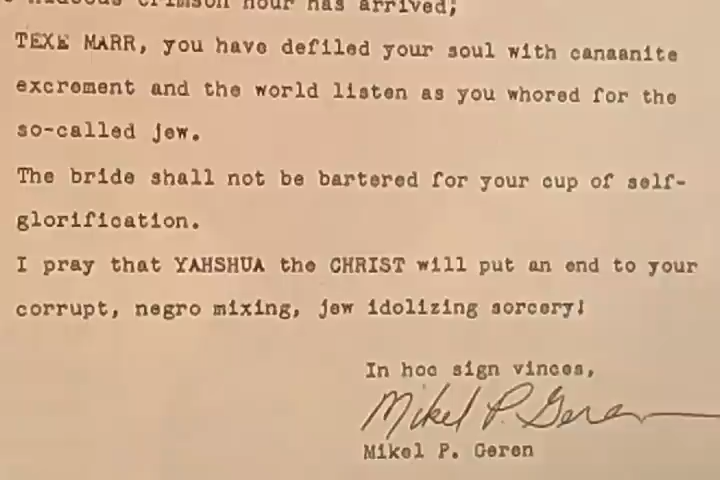 hideous crimson hour has arrived;
TEXE MARR, you have defiled your soul with canaanite
excrement and the world listen as you whored for the
so-called jew.
The bride shall not be bartered for your cup of self-
glorification.
I pray that YAHSHUA the CHRIST will put an end to your
corrupt, negro mixing, jew idolizing sorcery!
In hoc sign vinces,
Mikel P. Geren
Mikel P. Geren